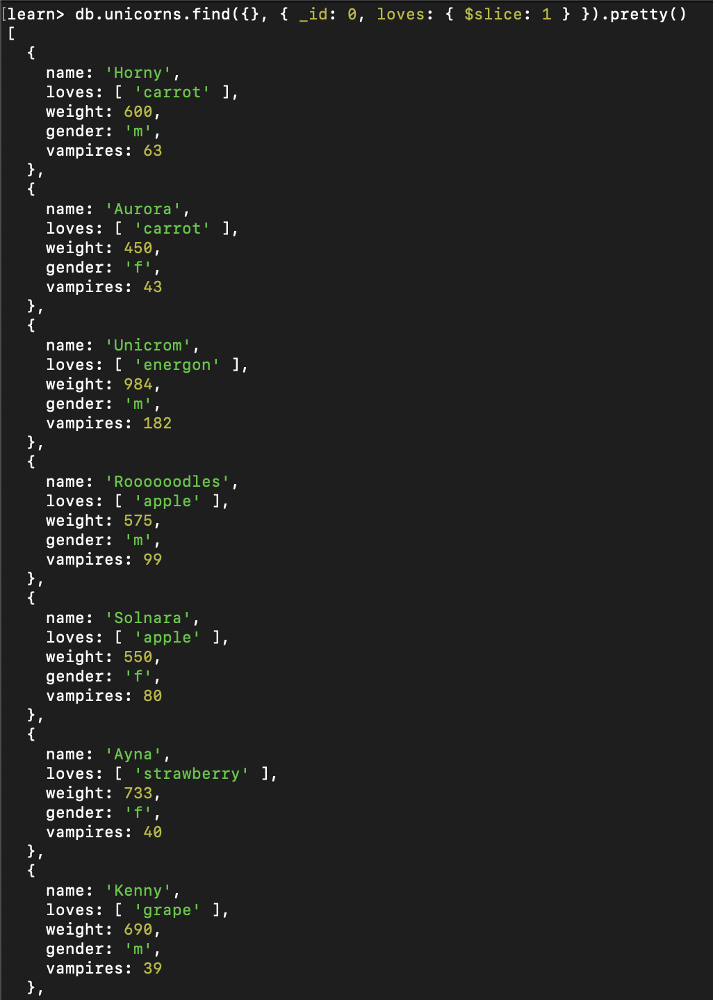 [learn> db.unicorns.find({}, { _id: 0, loves: { $slice: 1 } }).pretty()
[
  {
    name: 'Horny',
    loves: [ 'carrot' ],
    weight: 600,
    gender: 'm',
    vampires: 63
  },
  {
    name: 'Aurora',
    loves: [ 'carrot' ],
    weight: 450,
    gender: 'f',
    vampires: 43
  },
  {
    name: 'Unicrom',
    loves: [ 'energon' ],
    weight: 984,
    gender: 'm',
    vampires: 182
  },
  {
    name: 'Roooooodles',
    loves: [ 'apple' ],
    weight: 575,
    gender: 'm',
    vampires: 99
  },
  {
    name: 'Solnara',
    loves: [ 'apple' ],
    weight: 550,
    gender: 'f',
    vampires: 80
  },
  {
    name: 'Ayna',
    loves: [ 'strawberry' ],
    weight: 733,
    gender: 'f',
    vampires: 40
  },
  {
    name: 'Kenny',
    loves: [ 'grape' ],
    weight: 690,
    gender: 'm',
    vampires: 39
  },